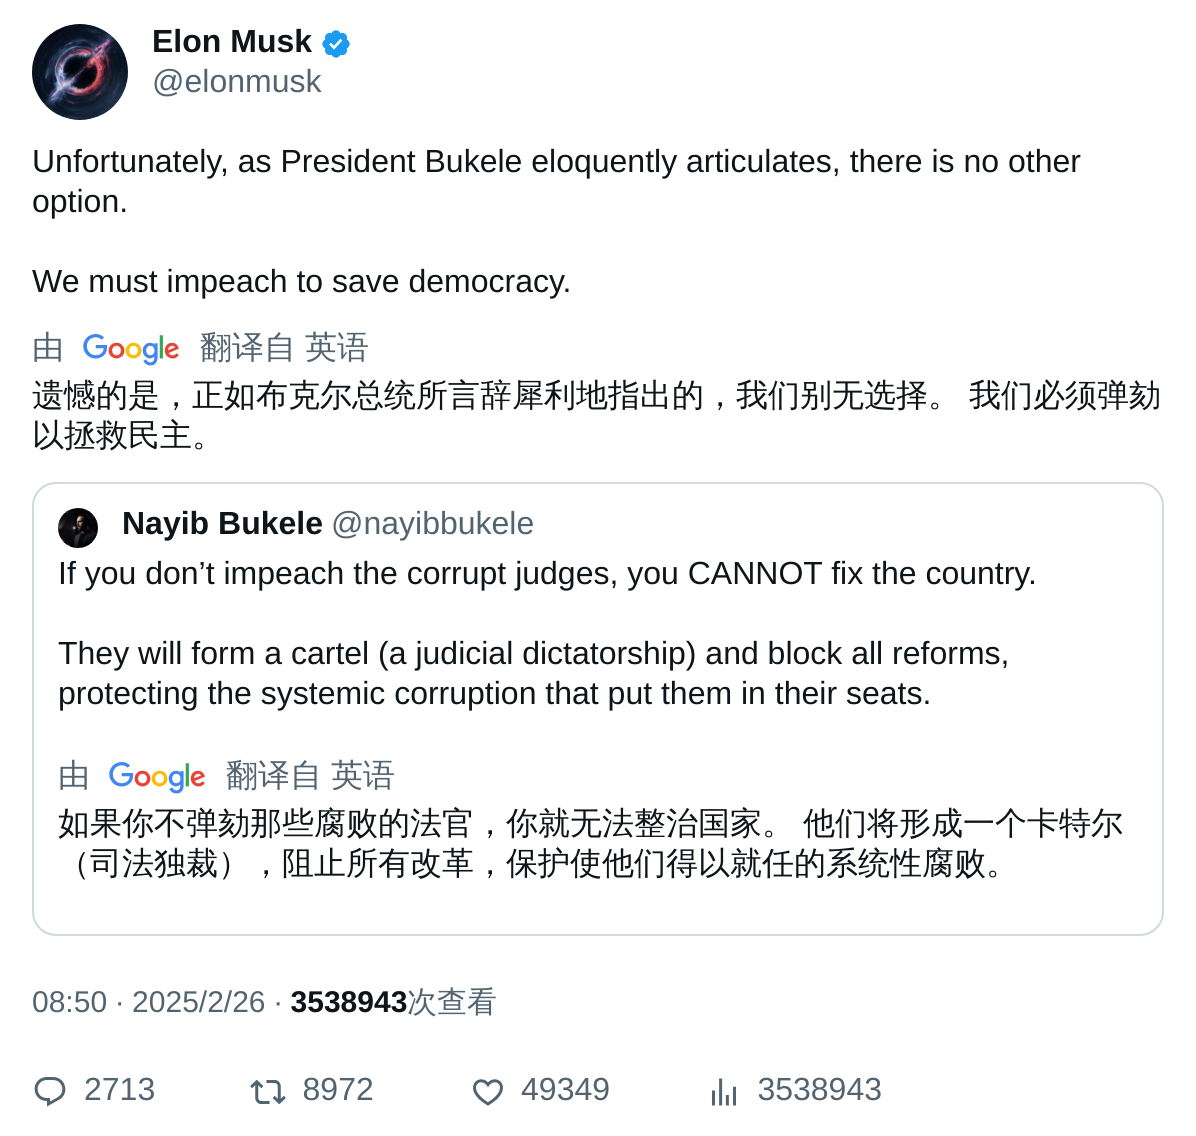 Elon Musk
@elonmusk
Unfortunately, as President Bukele eloquently articulates, there is no other
option.
We must impeach to save democracy.
由 Google 翻译自 英语
遗憾的是，正如布克尔总统所言辞犀利地指出的，我们别无选择。 我们必须弹劾
以拯救民主。
Nayib Bukele @nayibbukele
If you don’t impeach the corrupt judges, you CANNOT fix the country.
They will form a cartel (a judicial dictatorship) and block all reforms,
protecting the systemic corruption that put them in their seats.
由 Google 翻译自 英语
如果你不弹劾那些腐败的法官，你就无法整治国家。 他们将形成一个卡特尔
（司法独裁），阻止所有改革，保护使他们得以就任的系统性腐败。
08:50 · 2025/2/26 · 3538943次查看
2713 8972 49349 3538943